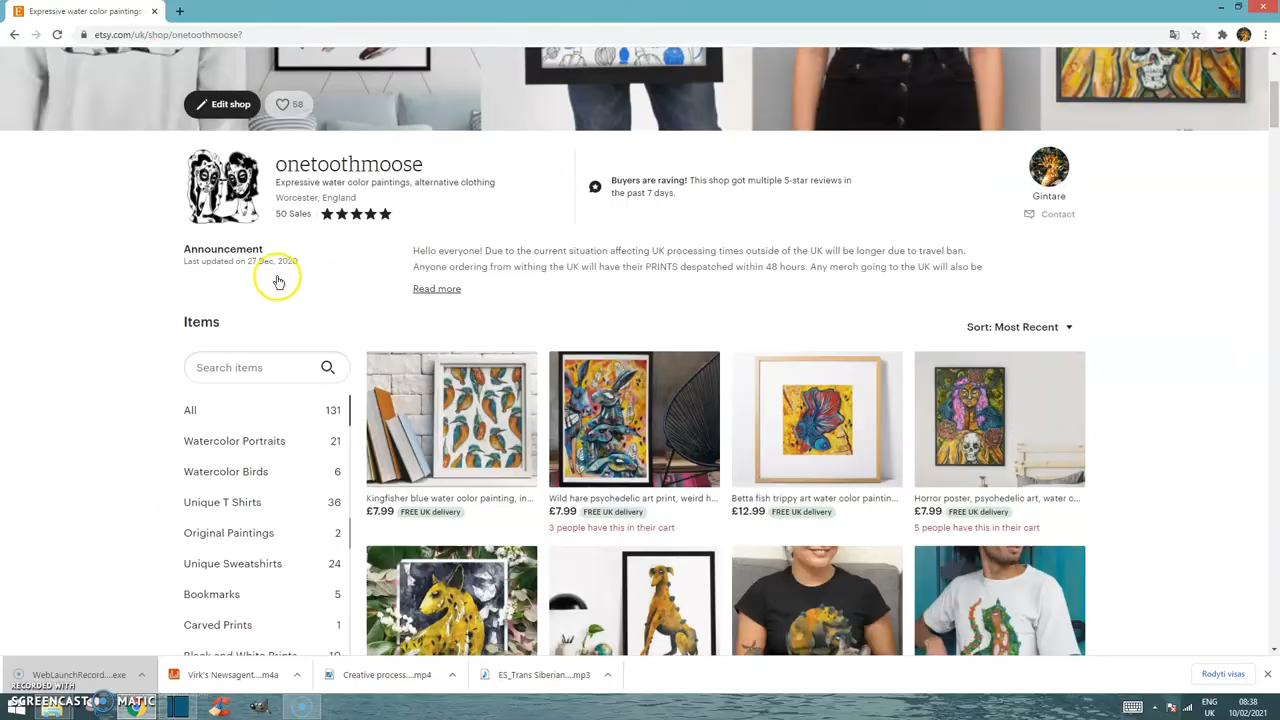 Expressive water color paintings
etsy.com/uk/shop/onetoothmoose?
Edit shop
58
onetoothmoose
Expressive water color paintings, alternative clothing
Worcester, England
50 Sales
Buyers are raving! This shop got multiple 5-star reviews in
the past 7 days.
Gintare
Contact
Announcement
Last updated on 27 Dec, 2020
Hello everyone! Due to the current situation affecting UK processing times outside of the UK will be longer due to travel ban.
Anyone ordering from withing the UK will have their PRINTS despatched within 48 hours. Any merch going to the UK will also be
Read more
Items
Sort: Most Recent
Search items
All 131
Watercolor Portraits 21
Watercolor Birds 6
Unique T Shirts 36
Original Paintings 2
Unique Sweatshirts 24
Bookmarks 5
Carved Prints 1
Black and White Prints 10
Kingfisher blue water color painting, in...
£7.99 FREE UK delivery
Wild hare psychedelic art print, weird h...
£7.99 FREE UK delivery
3 people have this in their cart
Betta fish trippy art water color paintin...
£12.99 FREE UK delivery
Horror poster, psychedelic art, water c...
£7.99 FREE UK delivery
5 people have this in their cart
WebLaunchRecord....exe
Virk's Newsagent....m4a
Creative process....mp4
ES_Trans Siberian....mp3
Rodyti visas
RECORDED WITH
SCREENCAST MATIC
ENG
UK
08:38
10/02/2021